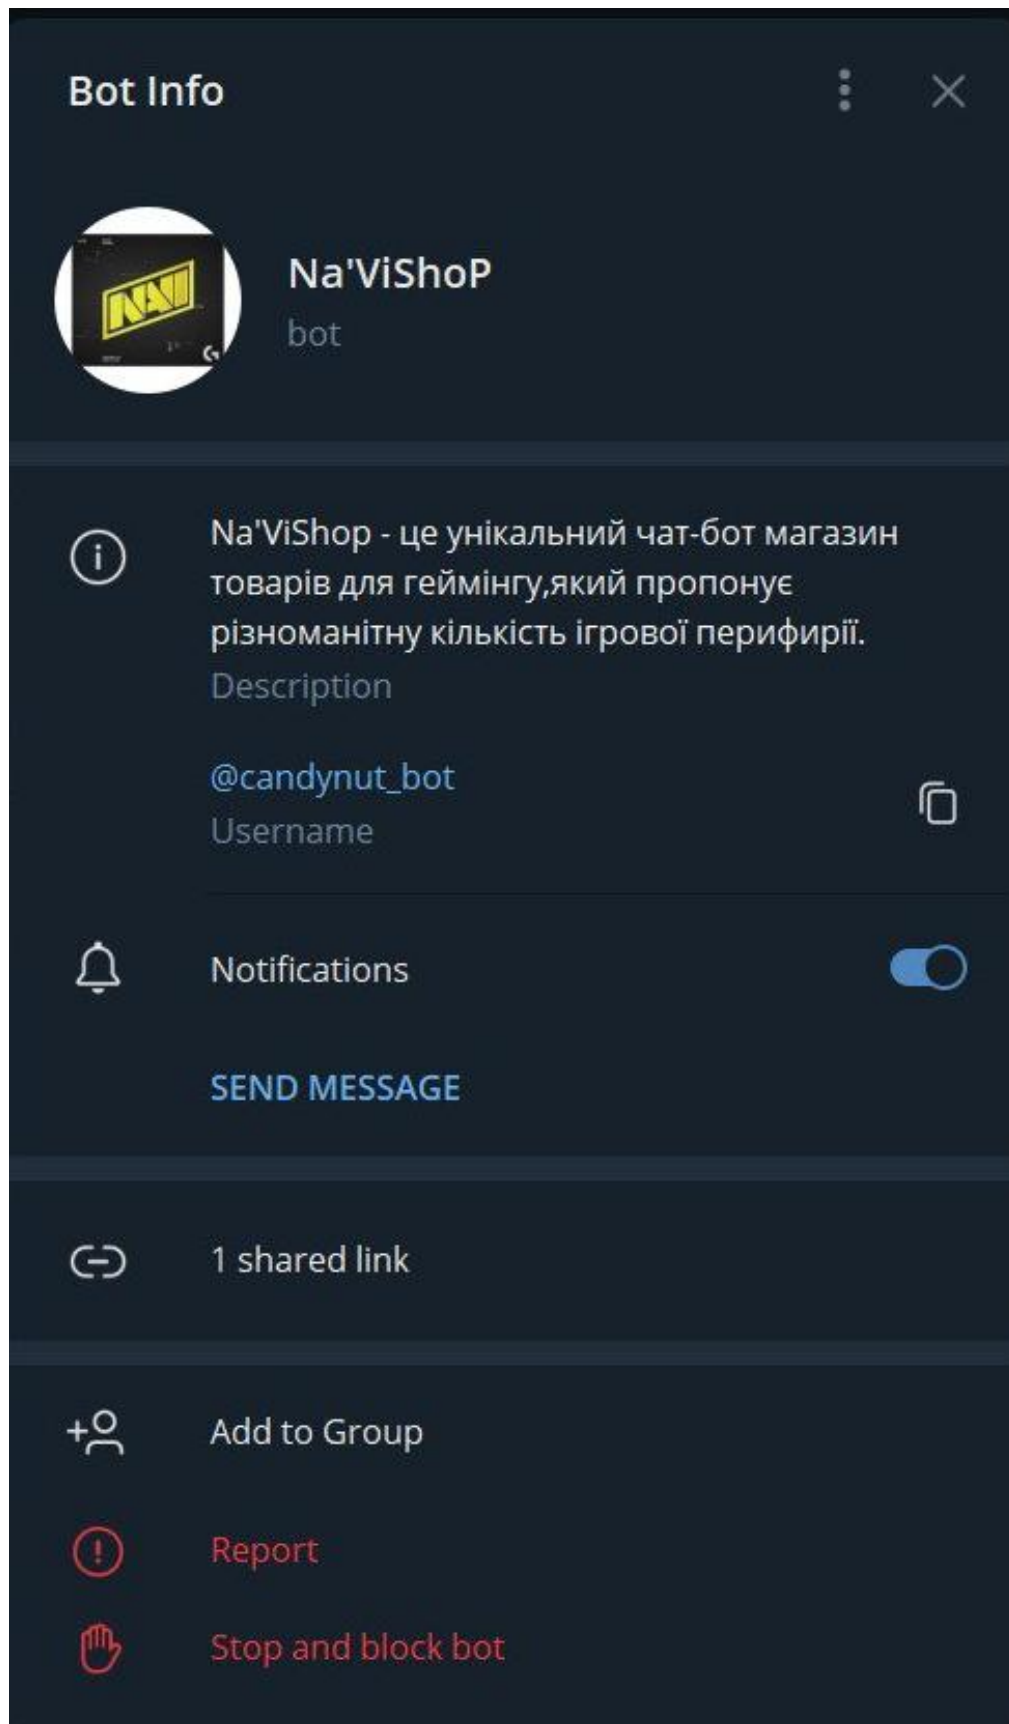 Bot Info
NAVI
Na'ViShoP
bot
Na'ViShop - це унікальний чат-бот магазин
товарів для геймінгу,який пропонує
різноманітну кількість ігрової перифирії.
Description
@candynut_bot
Username
Notifications
SEND MESSAGE
1 shared link
Add to Group
Report
Stop and block bot